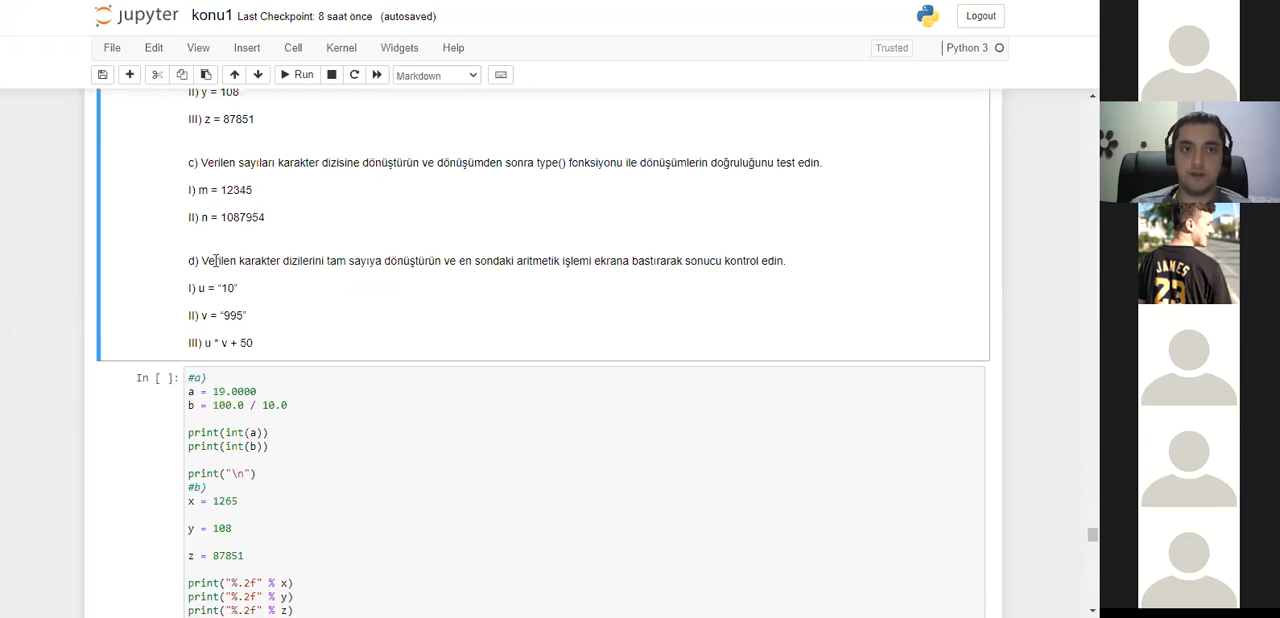 jupyter konu1 Last Checkpoint: 8 saat önce (autosaved) Logout
File Edit View Insert Cell Kernel Widgets Help Trusted Python 3
Run Markdown
II) y = 108
III) z = 87851
c) Verilen sayıları karakter dizisine dönüştürün ve dönüşümden sonra type() fonksiyonu ile dönüşümlerin doğruluğunu test edin.
I) m = 12345
II) n = 1087954
d) Verilen karakter dizilerini tam sayıya dönüştürün ve en sondaki aritmetik işlemi ekrana bastırarak sonucu kontrol edin.
I) u = “10”
II) v = “995”
III) u * v + 50
In [ ]: #a)
a = 19.0000
b = 100.0 / 10.0
print(int(a))
print(int(b))
print("\n")
#b)
x = 1265
y = 108
z = 87851
print("%.2f" % x)
print("%.2f" % y)
print("%.2f" % z)
JAMES
23